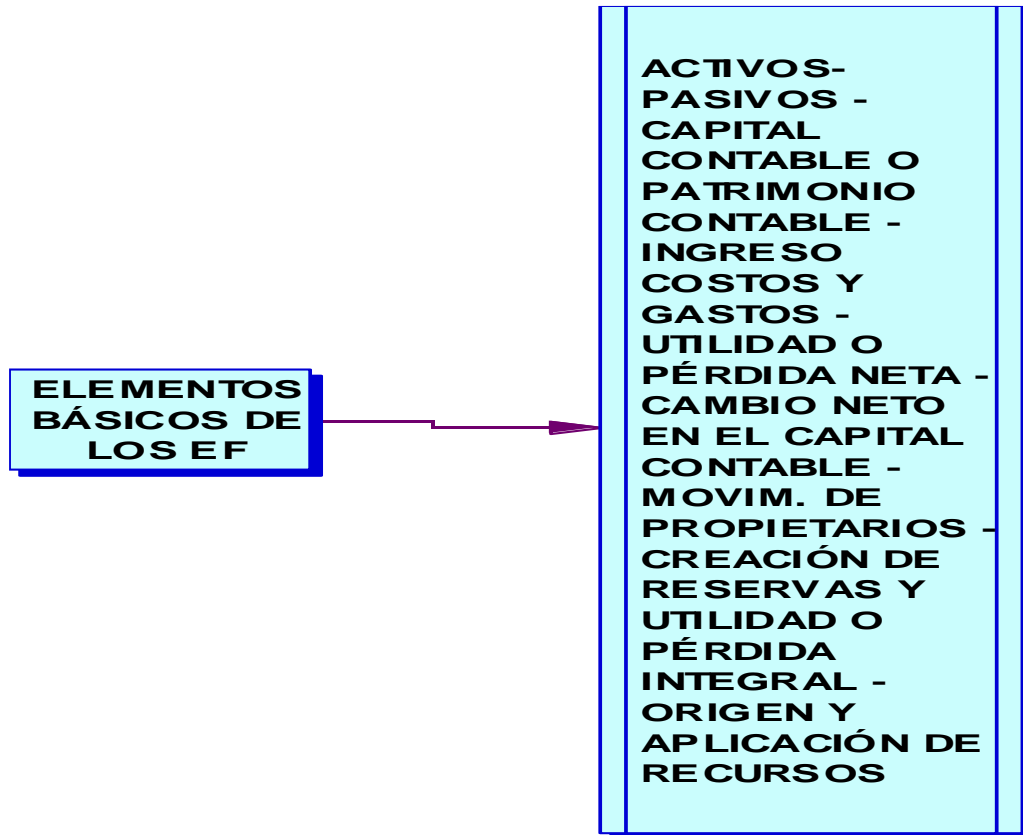 ELEMENTOS
BÁSICOS DE
LOS EF
ACTIVOS-
PASIVOS -
CAPITAL
CONTABLE O
PATRIMONIO
CONTABLE -
INGRESO
COSTOS Y
GASTOS -
UTILIDAD O
PÉRDIDA NETA -
CAMBIO NETO
EN EL CAPITAL
CONTABLE -
MOVIM. DE
PROPIETARIOS -
CREACIÓN DE
RESERVAS Y
UTILIDAD O
PÉRDIDA
INTEGRAL -
ORIGEN Y
APLICACIÓN DE
RECURSOS